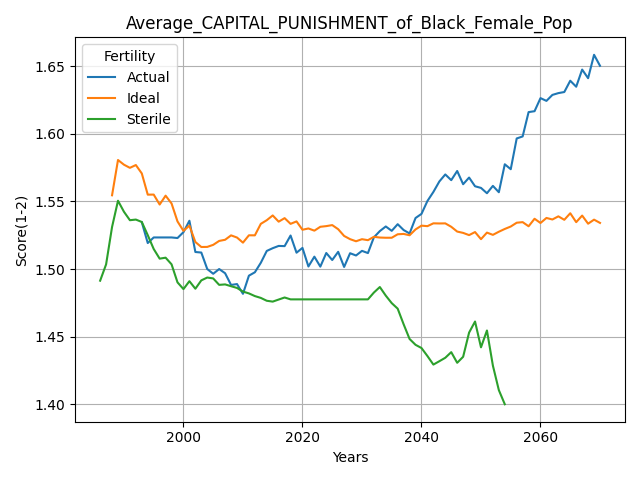 Average_CAPITAL_PUNISHMENT_of_Black_Female_Pop
Fertility
Actual
Ideal
Sterile
Score(1-2)
1.65
1.60
1.55
1.50
1.45
1.40
2000 2020 2040 2060
Years